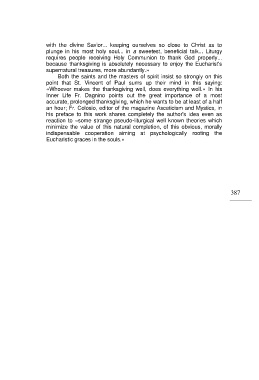 with the divine Savior... keeping ourselves so close to Christ as to
plunge in his most holy soul... in a sweetest, beneficial talk... Liturgy
requires people receiving Holy Communion to thank God properly...
because thanksgiving is absolutely necessary to enjoy the Eucharist's
supernatural treasures, more abundantly.»
Both the saints and the masters of spirit insist so strongly on this
point that St. Vincent of Paul sums up their mind in this saying:
«Whoever makes the thanksgiving well, does everything well.» In his
Inner Life Fr. Dagnino points out the great importance of a most
accurate, prolonged thanksgiving, which he wants to be at least of a half
an hour; Fr. Colosio, editor of the magazine Asceticism and Mystics, in
his preface to this work shares completely the author's idea even as
reaction to «some strange pseudo-liturgical well known theories which
minimize the value of this natural completion, of this obvious, morally
indispensable cooperation aiming at psychologically rooting the
Eucharistic graces in the souls.»
387